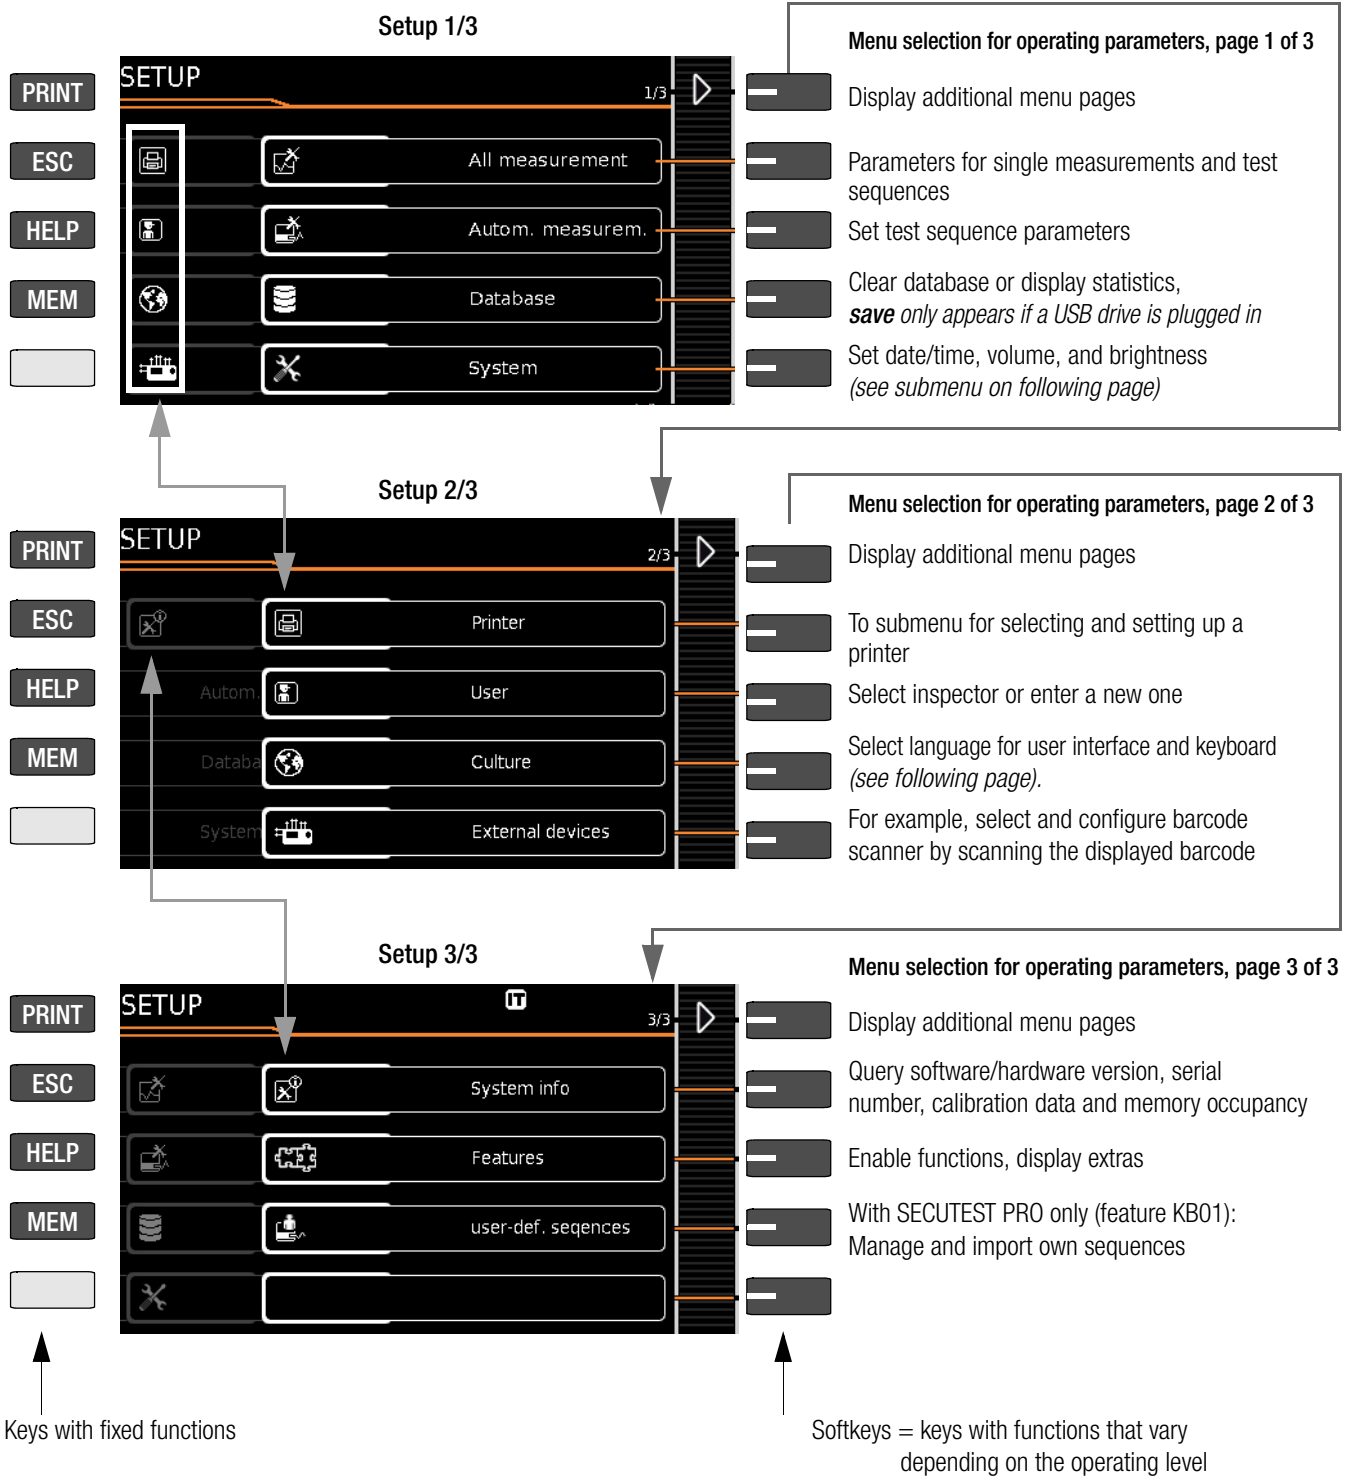 Setup 1/3
Menu selection for operating parameters, page 1 of 3
SETUP
1/3
PRINT
Display additional menu pages
ESC
All measurement
Parameters for single measurements and test
sequences
HELP
Autom. measurem.
Set test sequence parameters
MEM
Database
Clear database or display statistics,
save only appears if a USB drive is plugged in
System
Set date/time, volume, and brightness
(see submenu on following page)
Setup 2/3
Menu selection for operating parameters, page 2 of 3
SETUP
2/3
PRINT
Display additional menu pages
ESC
Printer
To submenu for selecting and setting up a
printer
HELP
Autom.
User
Select inspector or enter a new one
MEM
Databa
Culture
Select language for user interface and keyboard
(see following page).
System
External devices
For example, select and configure barcode
scanner by scanning the displayed barcode
Setup 3/3
Menu selection for operating parameters, page 3 of 3
SETUP
IT
3/3
PRINT
Display additional menu pages
ESC
System info
Query software/hardware version, serial
number, calibration data and memory occupancy
HELP
Features
Enable functions, display extras
MEM
user-def. seqences
With SECUTEST PRO only (feature KB01):
Manage and import own sequences
Keys with fixed functions
Softkeys = keys with functions that vary
depending on the operating level